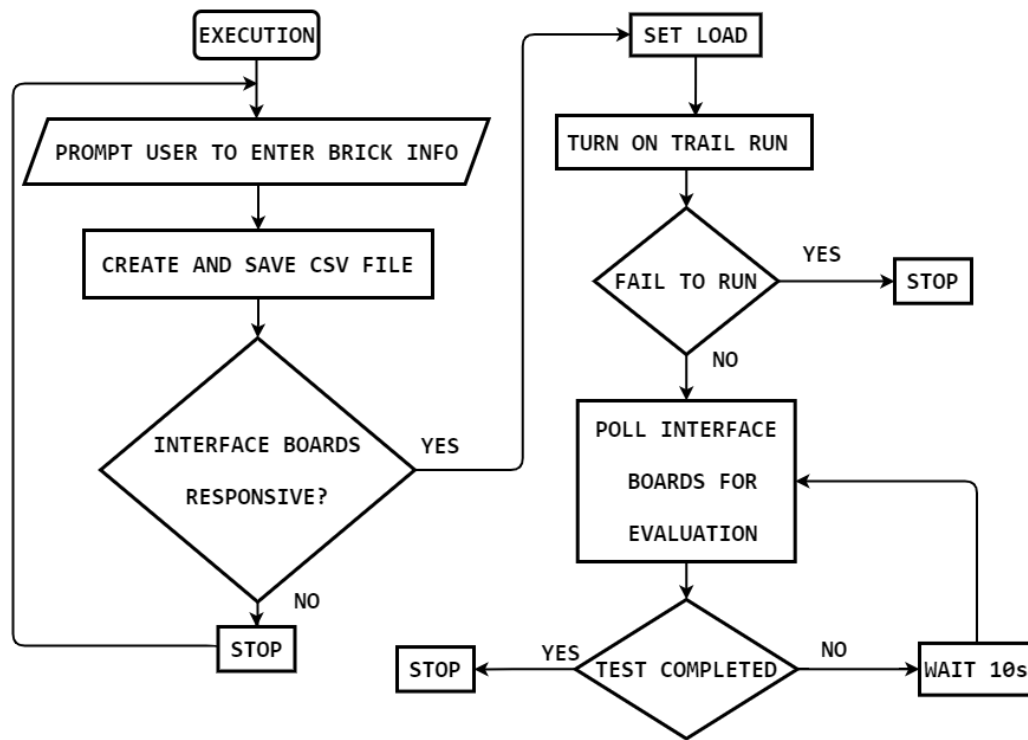 EXECUTION
PROMPT USER TO ENTER BRICK INFO
CREATE AND SAVE CSV FILE
INTERFACE BOARDS
RESPONSIVE?
YES
NO
STOP
SET LOAD
TURN ON TRAIL RUN
FAIL TO RUN
YES
STOP
NO
POLL INTERFACE
BOARDS FOR
EVALUATION
TEST COMPLETED
YES
STOP
NO
WAIT 10s